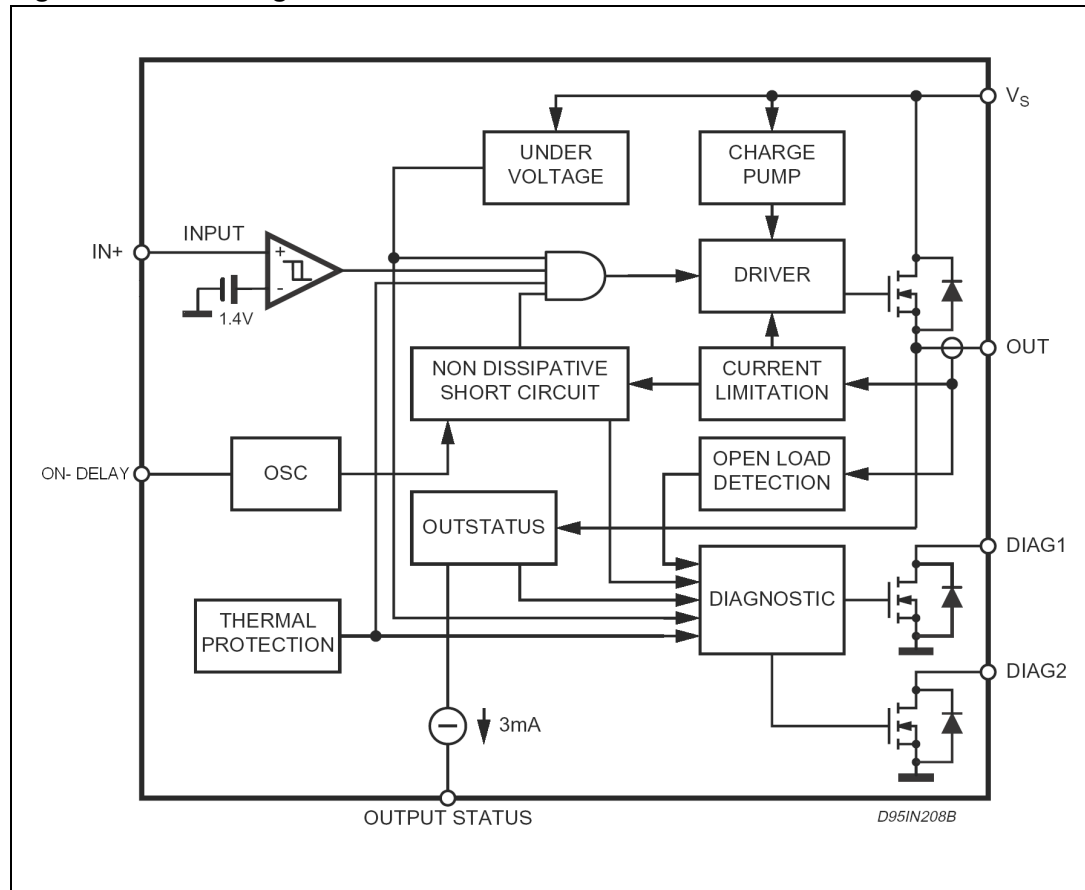 VS
UNDER
VOLTAGE
CHARGE
PUMP
INPUT
IN+
+
-
1.4V
DRIVER
OUT
NON DISSIPATIVE
SHORT CIRCUIT
CURRENT
LIMITATION
ON- DELAY
OSC
OPEN LOAD
DETECTION
OUTSTATUS
DIAG1
DIAGNOSTIC
THERMAL
PROTECTION
DIAG2
3mA
OUTPUT STATUS
D95IN208B